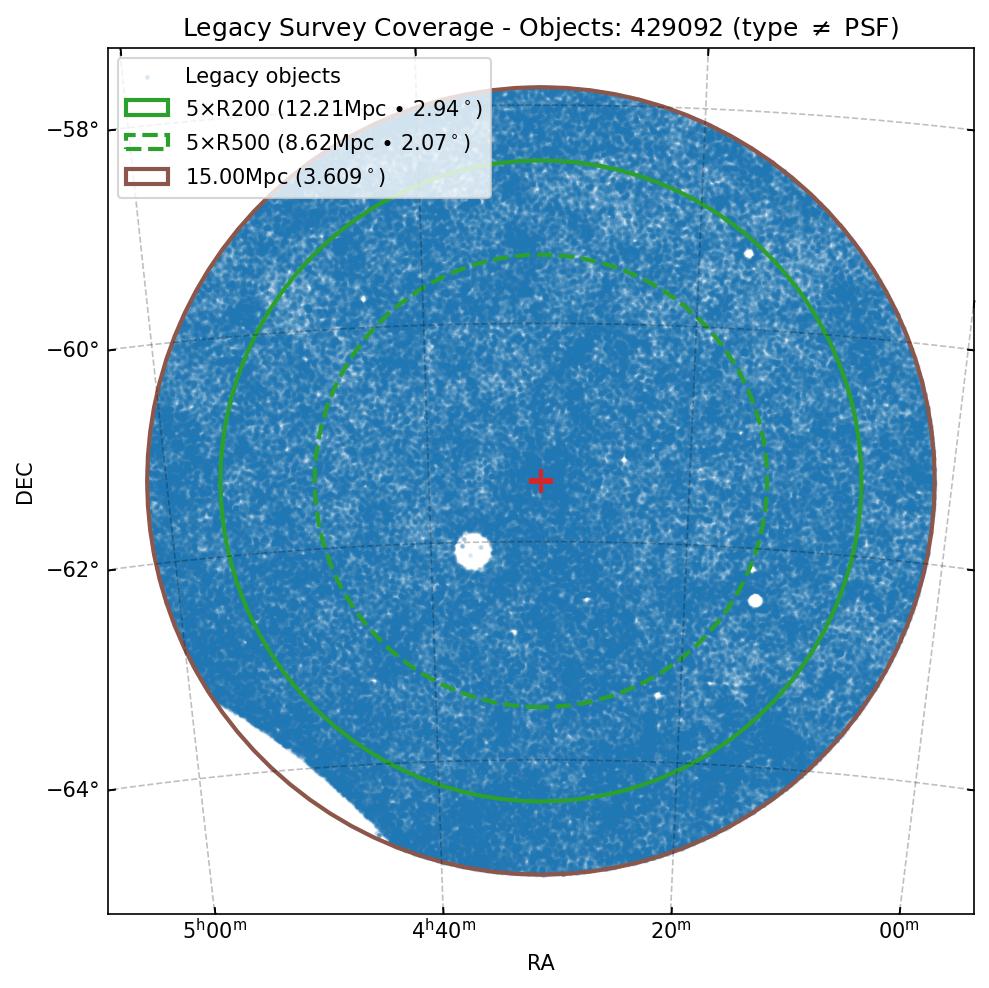 Legacy Survey Coverage - Objects: 429092 (type ≠ PSF)
Legacy objects
5×R200 (12.21Mpc • 2.94°)
5×R500 (8.62Mpc • 2.07°)
15.00Mpc (3.609°)
−58°
−60°
−62°
−64°
DEC
5ʰ00ᵐ 4ʰ40ᵐ 20ᵐ 00ᵐ
RA